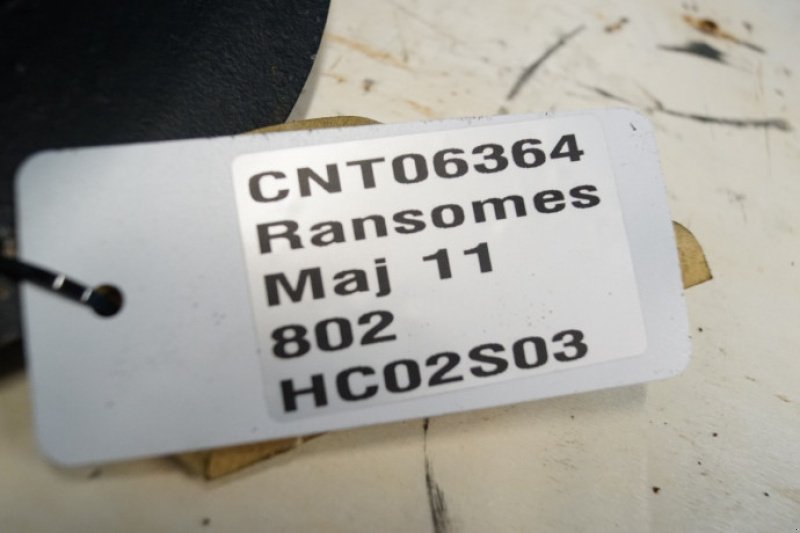 CNT06364
Ransomes
Maj 11
802
HC02S03